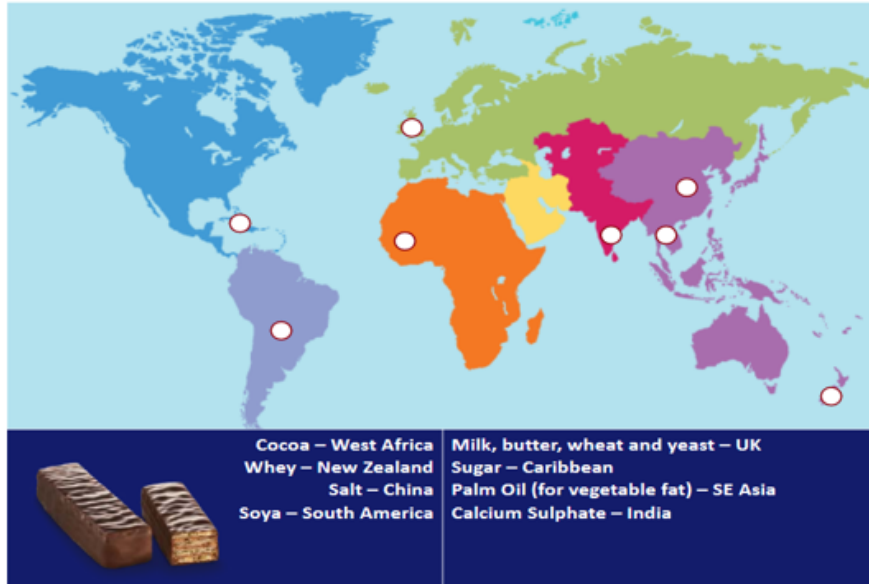 Cocoa – West Africa
Whey – New Zealand
Salt – China
Soya – South America
Milk, butter, wheat and yeast – UK
Sugar – Caribbean
Palm Oil (for vegetable fat) – SE Asia
Calcium Sulphate – India